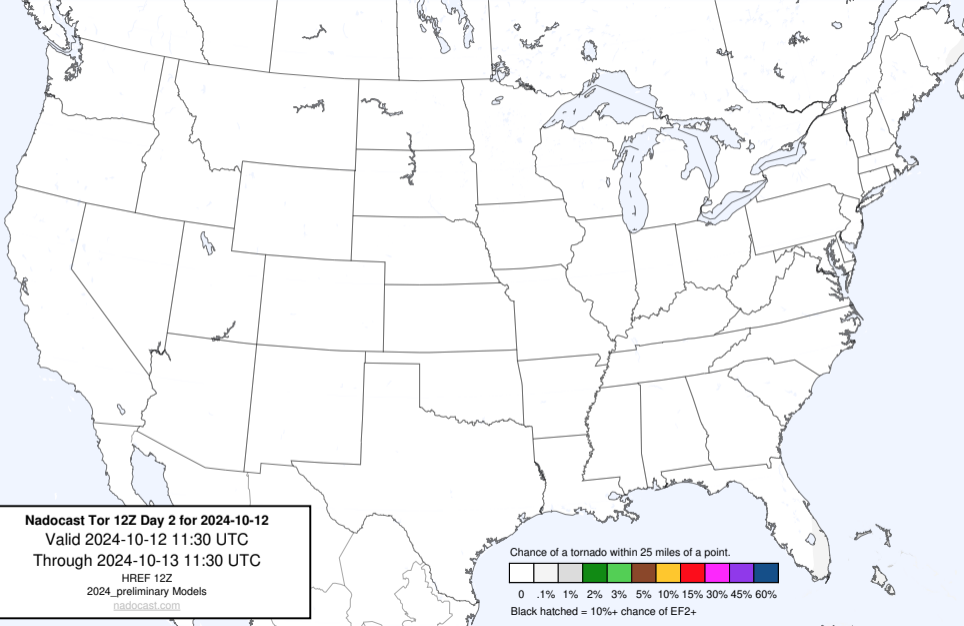 Nadocast Tor 12Z Day 2 for 2024-10-12
Valid 2024-10-12 11:30 UTC
Through 2024-10-13 11:30 UTC
HREF 12Z
2024_preliminary Models
nadocast.com
Chance of a tornado within 25 miles of a point.
0 .1% 1% 2% 3% 5% 10% 15% 30% 45% 60%
Black hatched = 10%+ chance of EF2+